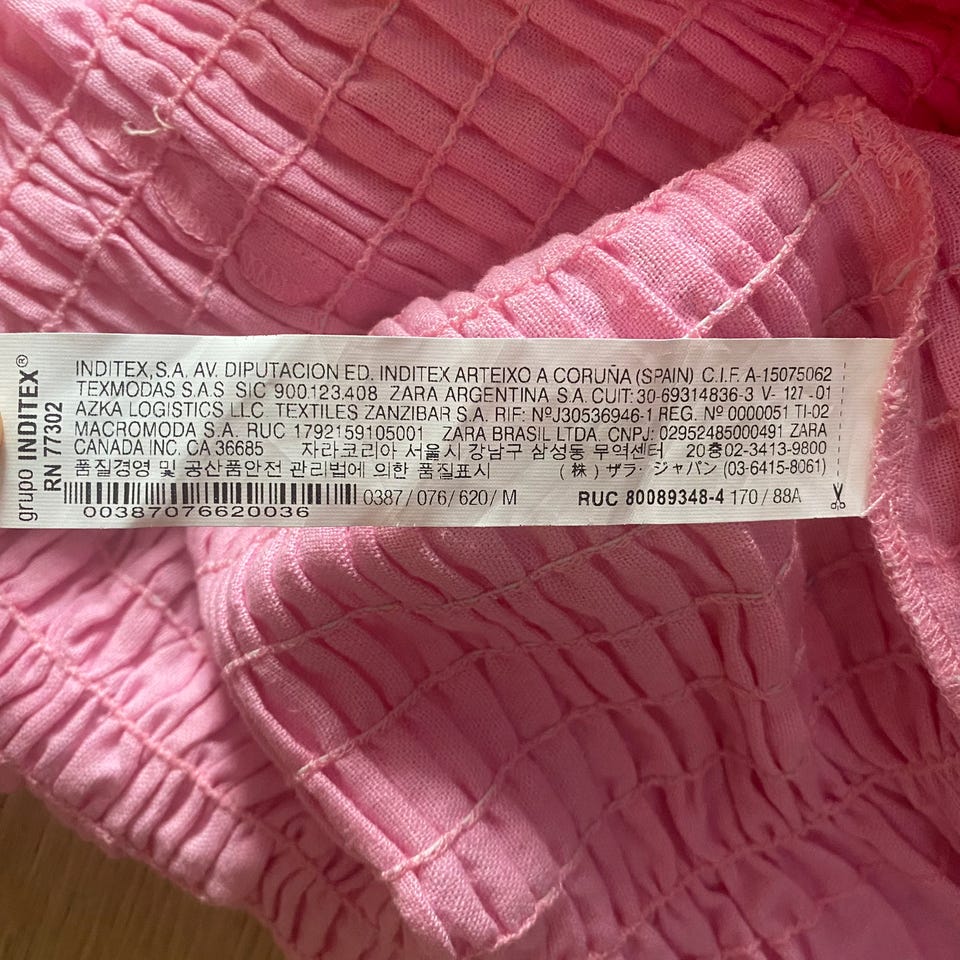 grupo INDITEX®
RN 77302
INDITEX,S.A. AV. DIPUTACION ED. INDITEX ARTEIXO A CORUÑA (SPAIN) C.I.F. A-15075062
TEXMODAS S.A.S SIC 900.123.408 ZARA ARGENTINA S.A. CUIT: 30-69314836-3 V- 127 -01
AZKA LOGISTICS LLC TEXTILES ZANZIBAR S.A. RIF: NºJ30536946-1 REG. Nº 0000051 TI-02
MACROMODA S.A. RUC 1792159105001 ZARA BRASIL LTDA. CNPJ: 02952485000491 ZARA
CANADA INC. CA 36685 자라코리아 서울시 강남구 삼성동 무역센터 20층02-3413-9800
품질경영 및 공산품안전 관리법에 의한 품질표시 (株) ザラ・ジャパン (03-6415-8061)
0387 / 076 / 620 / M RUC 80089348-4 170 / 88A
00387076620036